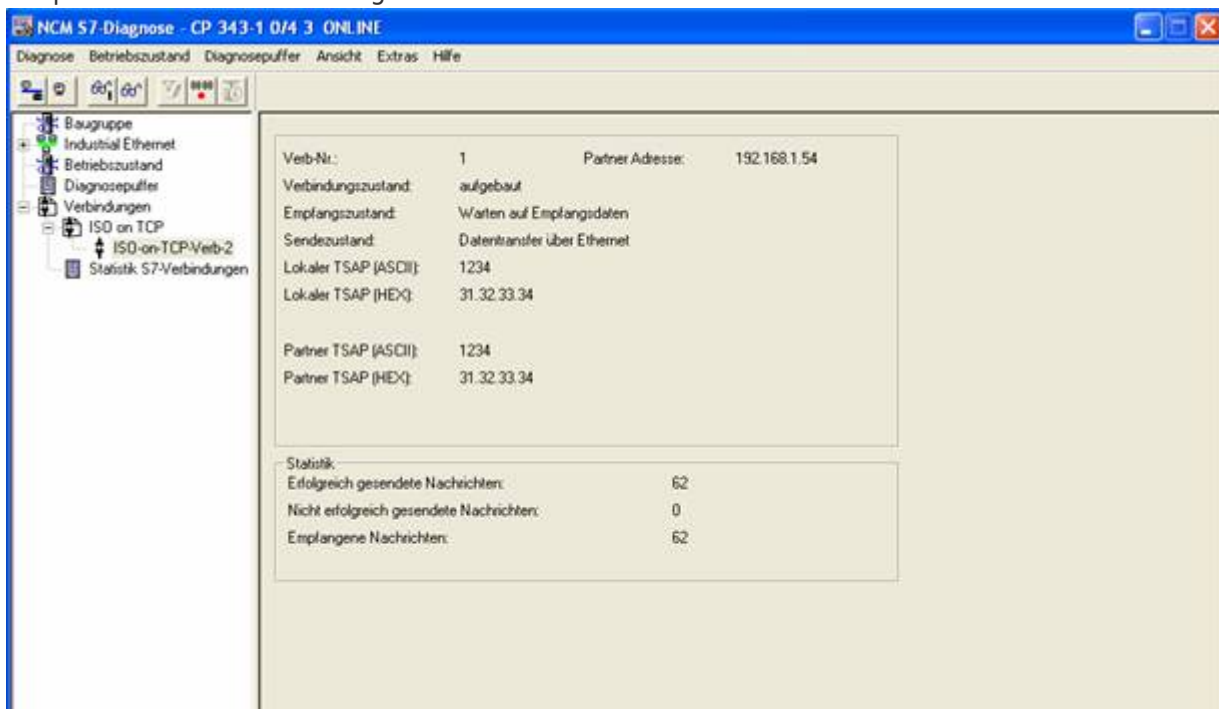 NCM S7-Diagnose - CP 343-1 0/4 3 ONLINE
Diagnose Betriebszustand Diagnosepuffer Ansicht Extras Hilfe
Baugruppe
Industrial Ethernet
Betriebszustand
Diagnosepuffer
Verbindungen
ISO on TCP
ISO-on-TCP-Verb-2
Statistik S7-Verbindungen
Verb-Nr.: 1 Partner Adresse: 192.168.1.54
Verbindungszustand: aufgebaut
Empfangszustand: Warten auf Empfangsdaten
Sendezustand: Datentransfer über Ethernet
Lokaler TSAP (ASCII): 1234
Lokaler TSAP (HEX): 31.32.33.34
Partner TSAP (ASCII): 1234
Partner TSAP (HEX): 31.32.33.34
Statistik
Erfolgreich gesendete Nachrichten: 62
Nicht erfolgreich gesendete Nachrichten: 0
Empfangene Nachrichten: 62